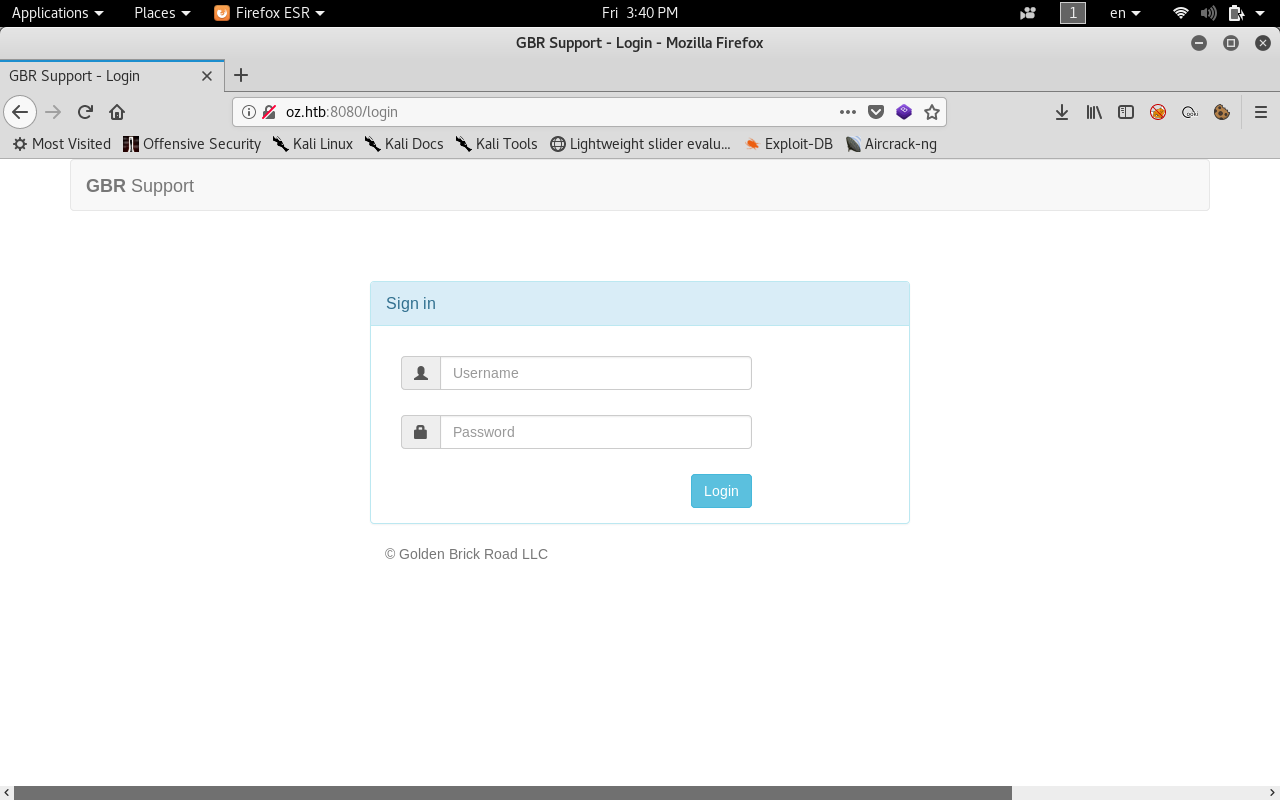 Applications Places Firefox ESR Fri 3:40 PM 1 en
GBR Support - Login - Mozilla Firefox
GBR Support - Login
oz.htb:8080/login
Most Visited Offensive Security Kali Linux Kali Docs Kali Tools Lightweight slider evalu... Exploit-DB Aircrack-ng
GBR Support
Sign in
Username
Password
Login
© Golden Brick Road LLC